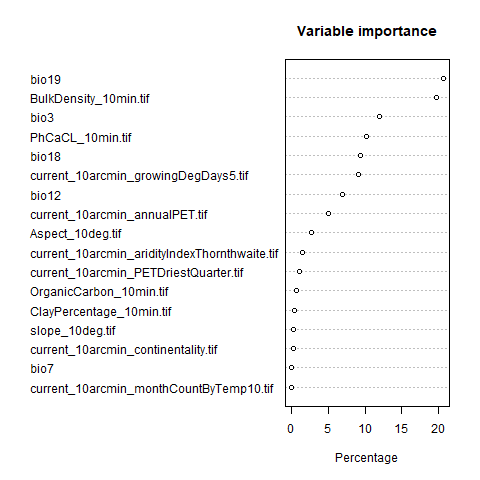 Variable importance
bio19
BulkDensity_10min.tif
bio3
PhCaCL_10min.tif
bio18
current_10arcmin_growingDegDays5.tif
bio12
current_10arcmin_annualPET.tif
Aspect_10deg.tif
current_10arcmin_aridityIndexThornthwaite.tif
current_10arcmin_PETDriestQuarter.tif
OrganicCarbon_10min.tif
ClayPercentage_10min.tif
slope_10deg.tif
current_10arcmin_continentality.tif
bio7
current_10arcmin_monthCountByTemp10.tif
0 5 10 15 20
Percentage